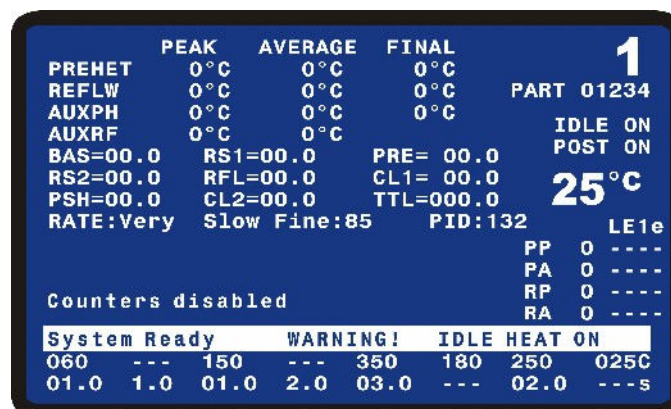 PEAK AVERAGE FINAL
1
PREHET 0°C 0°C 0°C
REFLW 0°C 0°C 0°C PART 01234
AUXPH 0°C 0°C 0°C
AUXRF 0°C 0°C IDLE ON
BAS=00.0 RS1=00.0 PRE= 00.0 POST ON
RS2=00.0 RFL=00.0 CL1= 00.0
PSH=00.0 CL2=00.0 TTL=000.0 25°C
RATE:Very Slow Fine:85 PID:132 LE1e
PP 0 ----
PA 0 ----
Counters disabled RP 0 ----
RA 0 ----
System Ready WARNING! IDLE HEAT ON
060 --- 150 --- 350 180 250 025C
01.0 1.0 01.0 2.0 03.0 --- 02.0 ---s